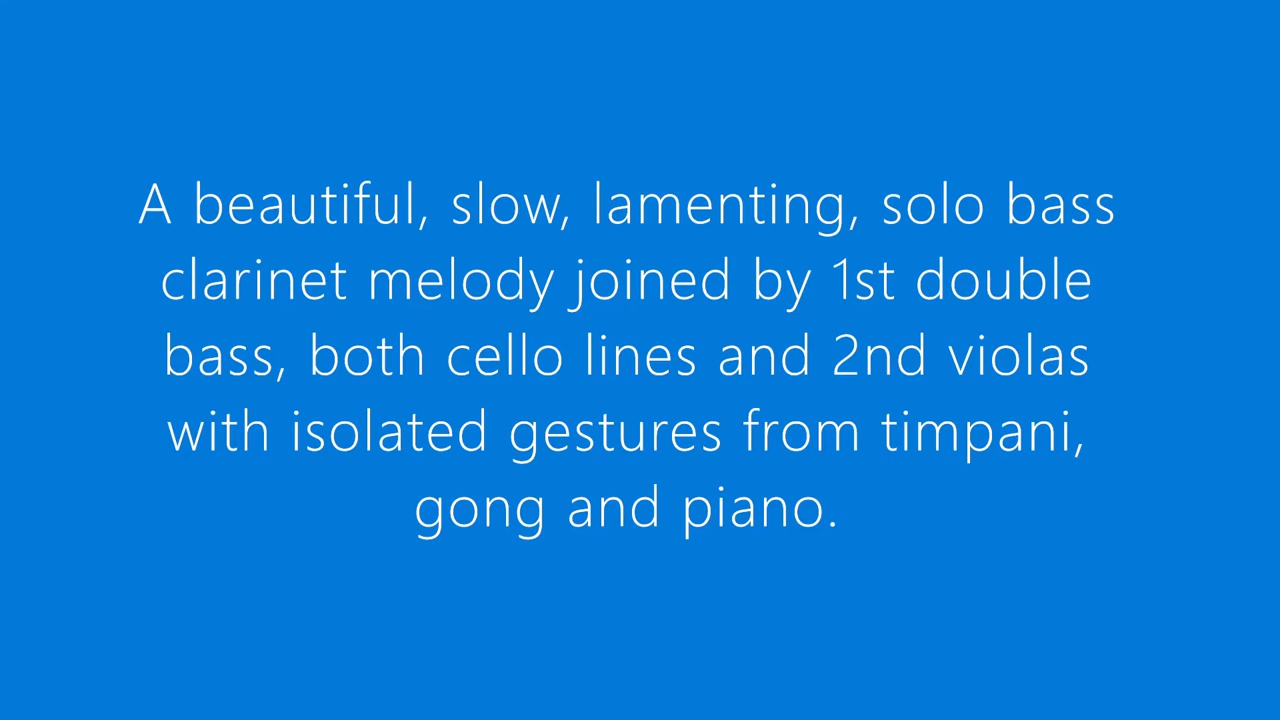 A beautiful, slow, lamenting, solo bass
clarinet melody joined by 1st double
bass, both cello lines and 2nd violas
with isolated gestures from timpani,
gong and piano.